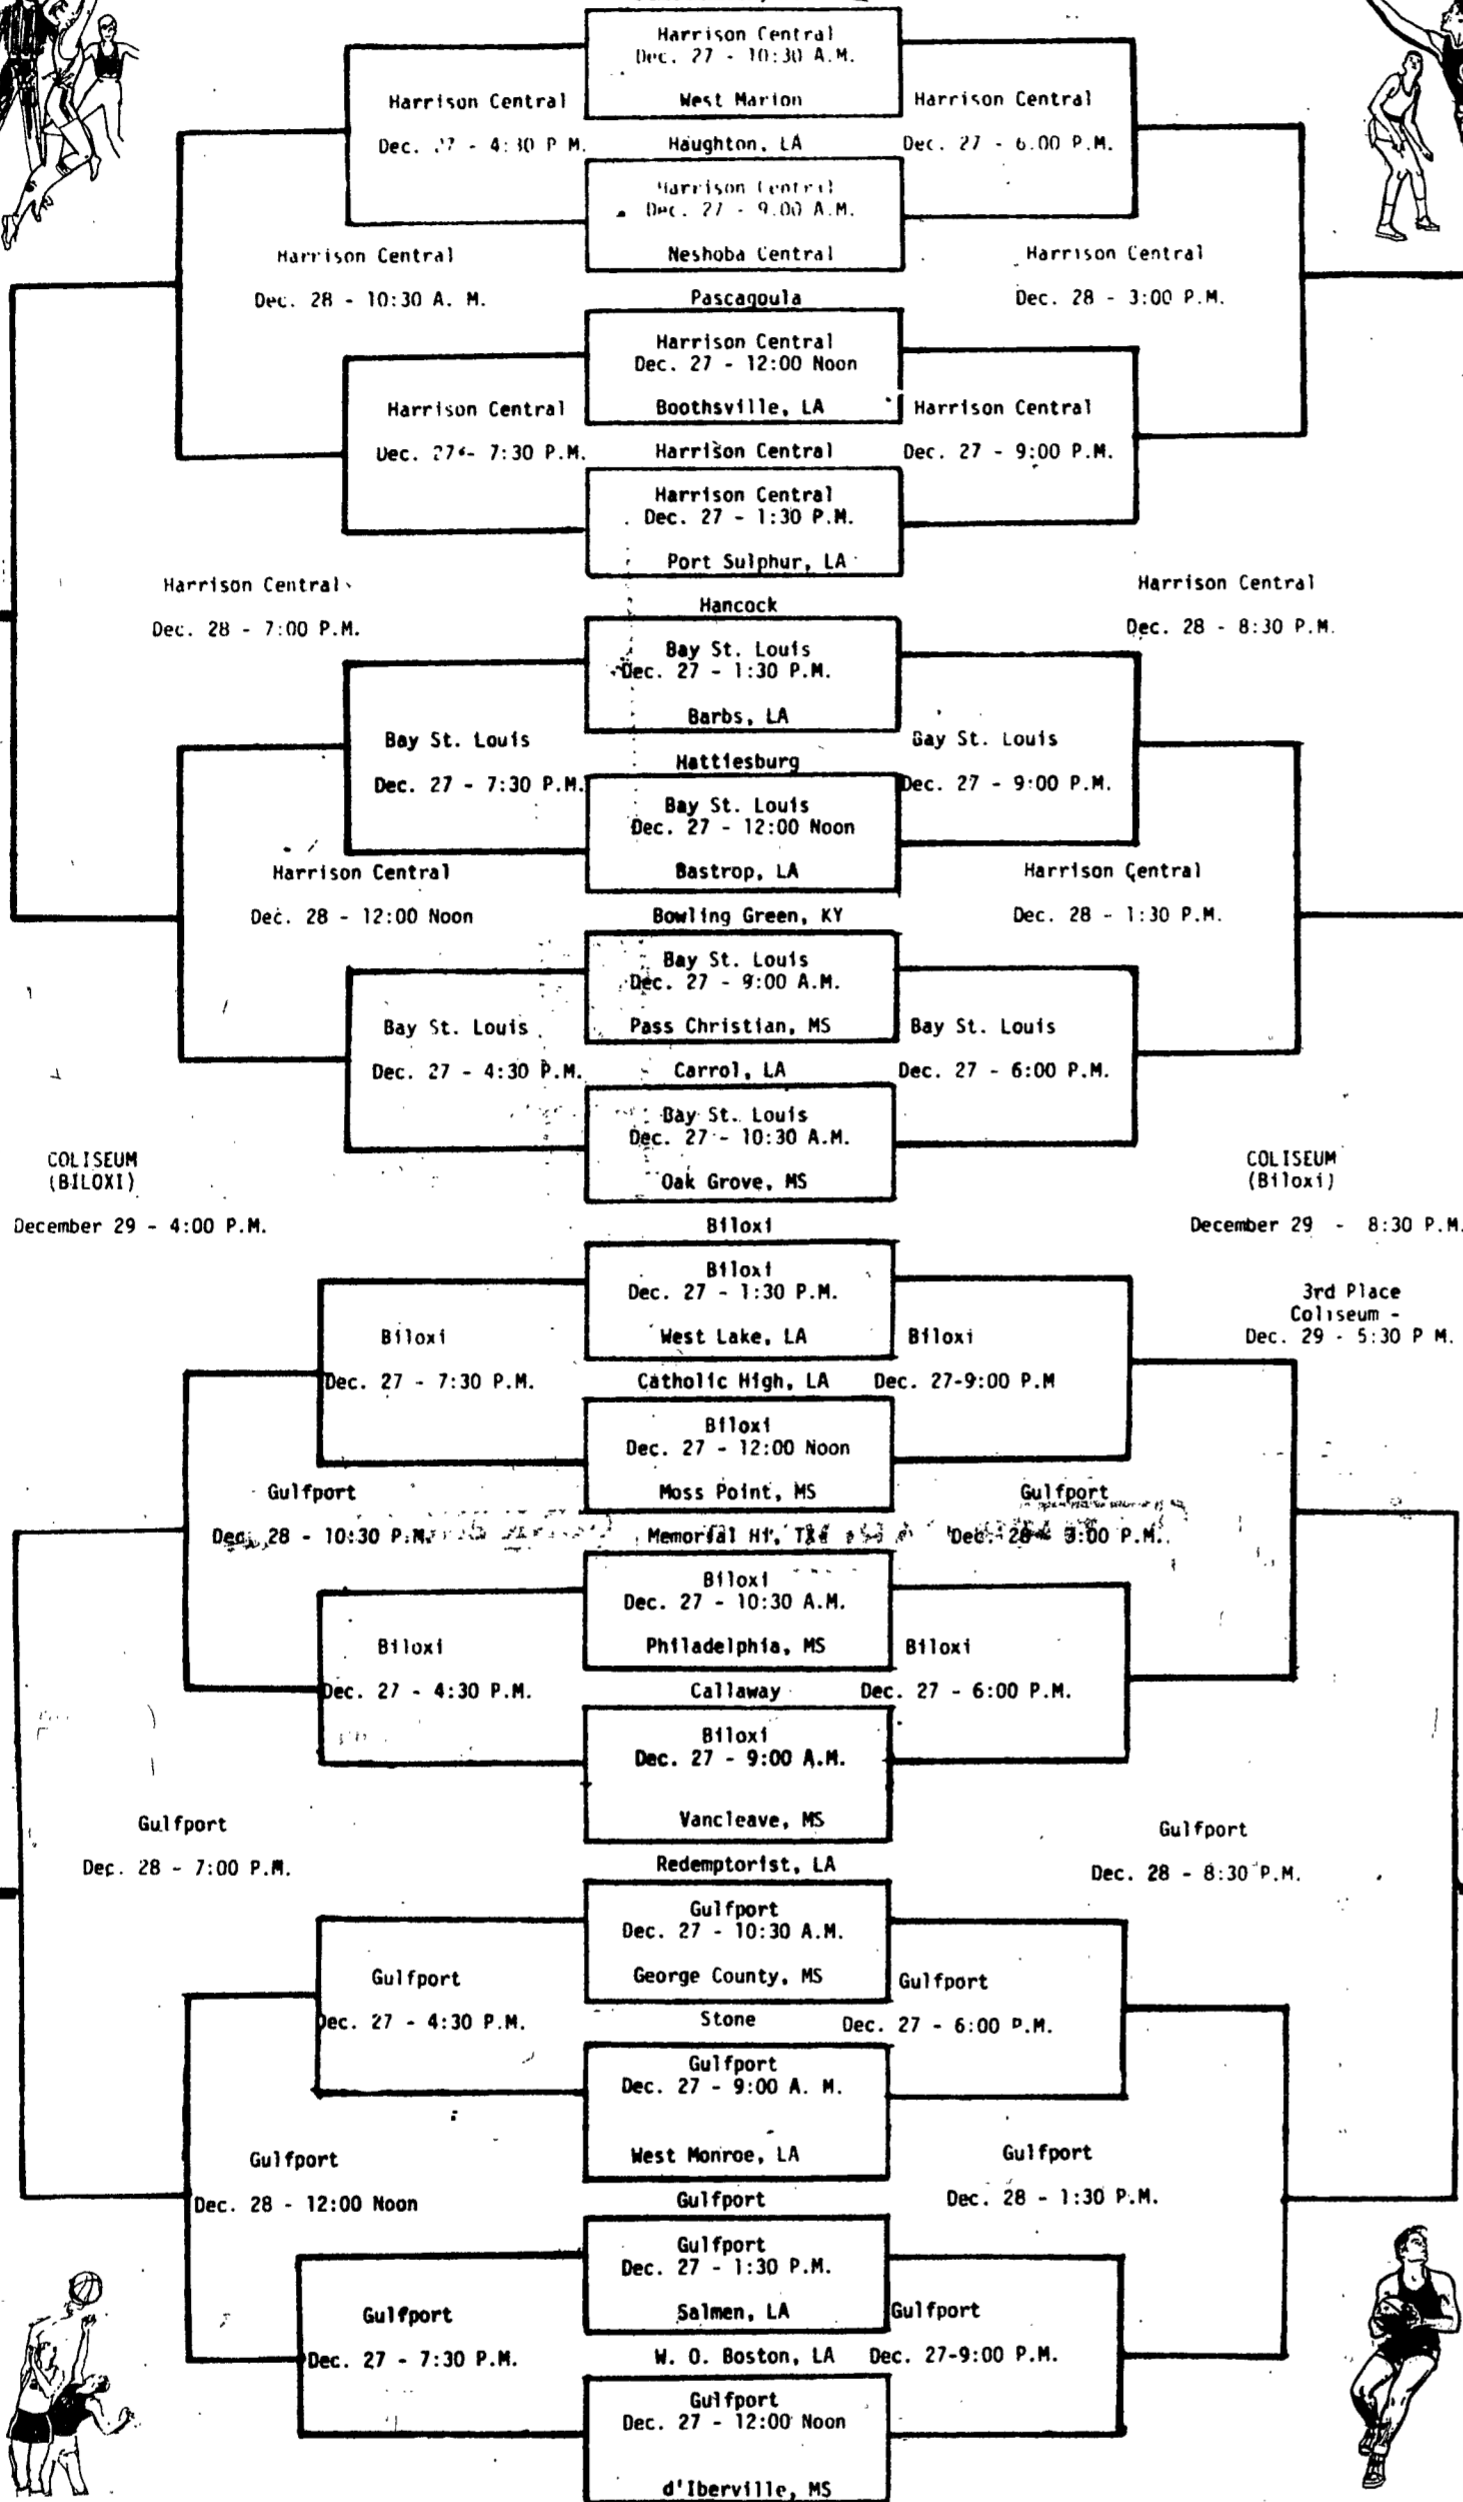 Harrison Central
Dec. 27 - 10:30 A.M.
Harrison Central
West Marion
Harrison Central
Dec. 27 - 4:30 P M.
Haughton, LA
Dec. 27 - 6.00 P.M.
Harrison Central
Dec. 27 - 9.00 A.M.
Harrison Central
Neshoba Central
Harrison Central
Dec. 28 - 10:30 A. M.
Pascagoula
Dec. 28 - 3:00 P.M.
Harrison Central
Dec. 27 - 12:00 Noon
Harrison Central
Boothsville, LA
Harrison Central
Dec. 27 - 7:30 P.M.
Harrison Central
Dec. 27 - 9:00 P.M.
Harrison Central
Dec. 27 - 1:30 P.M.
Port Sulphur, LA
Harrison Central
Hancock
Harrison Central
Dec. 28 - 7:00 P.M.
Dec. 28 - 8:30 P.M.
Bay St. Louis
Dec. 27 - 1:30 P.M.
Barbs, LA
Bay St. Louis
Hattiesburg
Bay St. Louis
Dec. 27 - 7:30 P.M.
Dec. 27 - 9:00 P.M.
Bay St. Louis
Dec. 27 - 12:00 Noon
Harrison Central
Bastrop, LA
Harrison Central
Dec. 28 - 12:00 Noon
Bowling Green, KY
Dec. 28 - 1:30 P.M.
Bay St. Louis
Dec. 27 - 9:00 A.M.
Bay St. Louis
Pass Christian, MS
Bay St. Louis
Dec. 27 - 4:30 P.M.
Carrol, LA
Dec. 27 - 6:00 P.M.
Bay St. Louis
Dec. 27 - 10:30 A.M.
COLISEUM
(BILOXI)
Oak Grove, MS
COLISEUM
(Biloxi)
December 29 - 4:00 P.M.
Biloxi
December 29 - 8:30 P.M.
Biloxi
Dec. 27 - 1:30 P.M.
3rd Place
Coliseum -
Dec. 29 - 5:30 P M.
Biloxi
West Lake, LA
Biloxi
Dec. 27 - 7:30 P.M.
Catholic High, LA
Dec. 27-9:00 P.M
Biloxi
Dec. 27 - 12:00 Noon
Gulfport
Moss Point, MS
Gulfport
Dec. 28 - 10:30 P.M.
Memorial Hi, TX
Dec. 28 - 3:00 P.M.
Biloxi
Dec. 27 - 10:30 A.M.
Biloxi
Philadelphia, MS
Biloxi
Dec. 27 - 4:30 P.M.
Callaway
Dec. 27 - 6:00 P.M.
Biloxi
Dec. 27 - 9:00 A.M.
Gulfport
Vancleave, MS
Gulfport
Dec. 28 - 7:00 P.M.
Redemptorist, LA
Dec. 28 - 8:30 P.M.
Gulfport
Dec. 27 - 10:30 A.M.
Gulfport
George County, MS
Gulfport
Dec. 27 - 4:30 P.M.
Stone
Dec. 27 - 6:00 P.M.
Gulfport
Dec. 27 - 9:00 A. M.
Gulfport
West Monroe, LA
Gulfport
Dec. 28 - 12:00 Noon
Gulfport
Dec. 28 - 1:30 P.M.
Gulfport
Dec. 27 - 1:30 P.M.
Gulfport
Salmen, LA
Gulfport
Dec. 27 - 7:30 P.M.
W. O. Boston, LA
Dec. 27-9:00 P.M.
Gulfport
Dec. 27 - 12:00 Noon
d'Iberville, MS